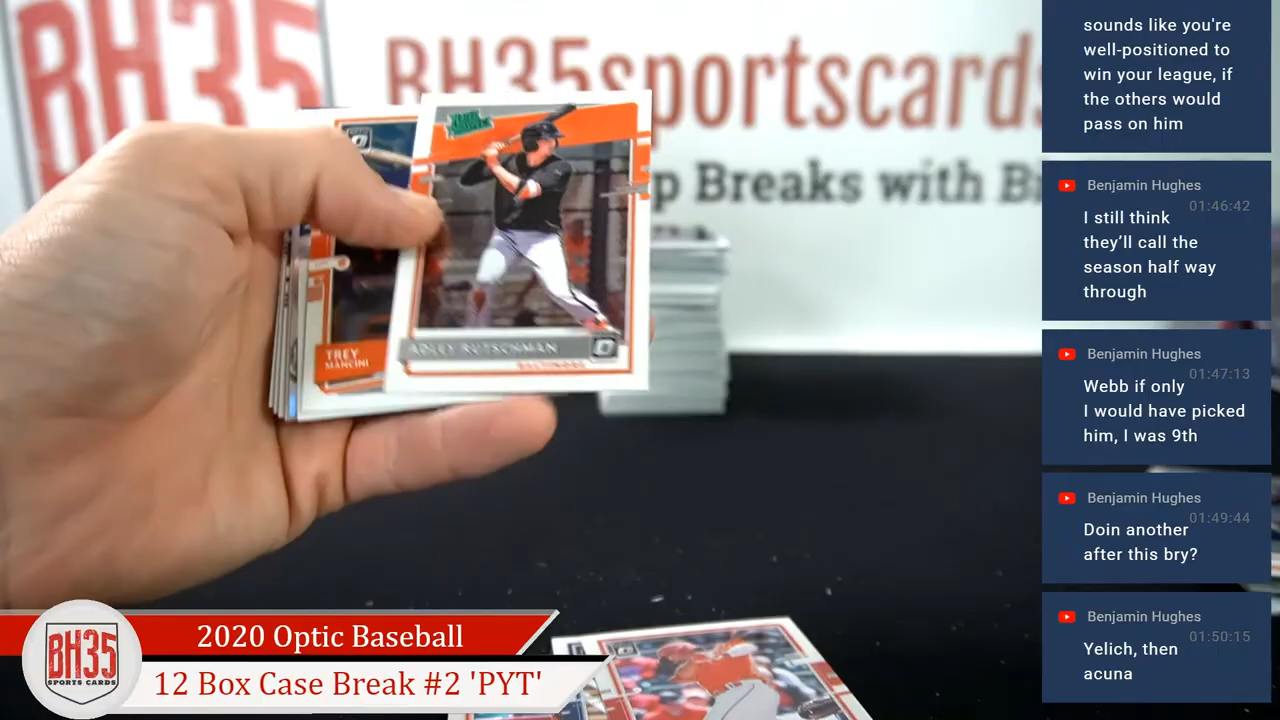 BH35
BH35sportscards
p Breaks with B
ADLEY RUTSCHMAN
BALTIMORE
TREY
MANCINI
sounds like you're
well-positioned to
win your league, if
the others would
pass on him
Benjamin Hughes
01:46:42
I still think
they'll call the
season half way
through
Benjamin Hughes
01:47:13
Webb if only
I would have picked
him, I was 9th
Benjamin Hughes
01:49:44
Doin another
after this bry?
Benjamin Hughes
01:50:15
Yelich, then
acuna
2020 Optic Baseball
12 Box Case Break #2 'PYT'
BH35
SPORTS CARDS